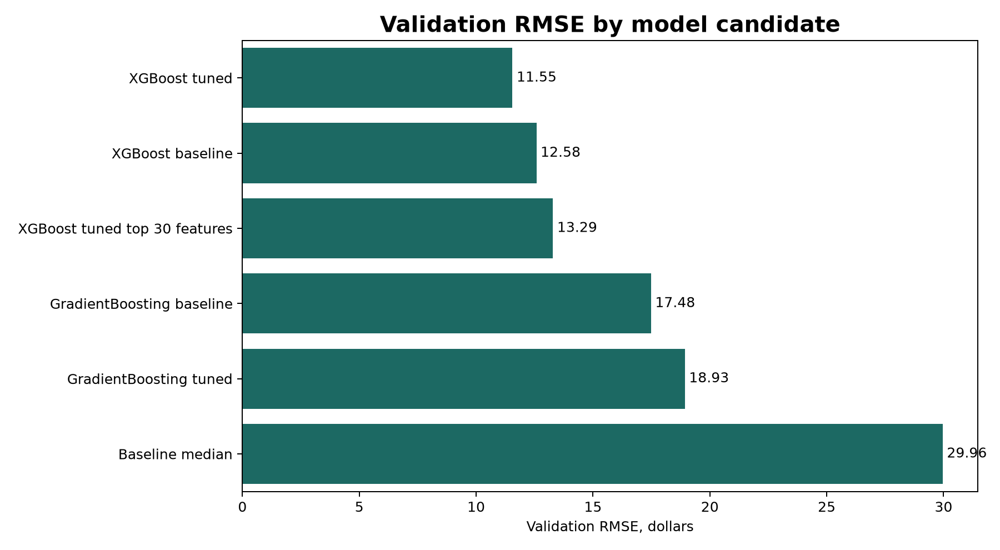 Validation RMSE by model candidate
XGBoost tuned
11.55
XGBoost baseline
12.58
XGBoost tuned top 30 features
13.29
GradientBoosting baseline
17.48
GradientBoosting tuned
18.93
Baseline median
29.96
0 5 10 15 20 25 30
Validation RMSE, dollars